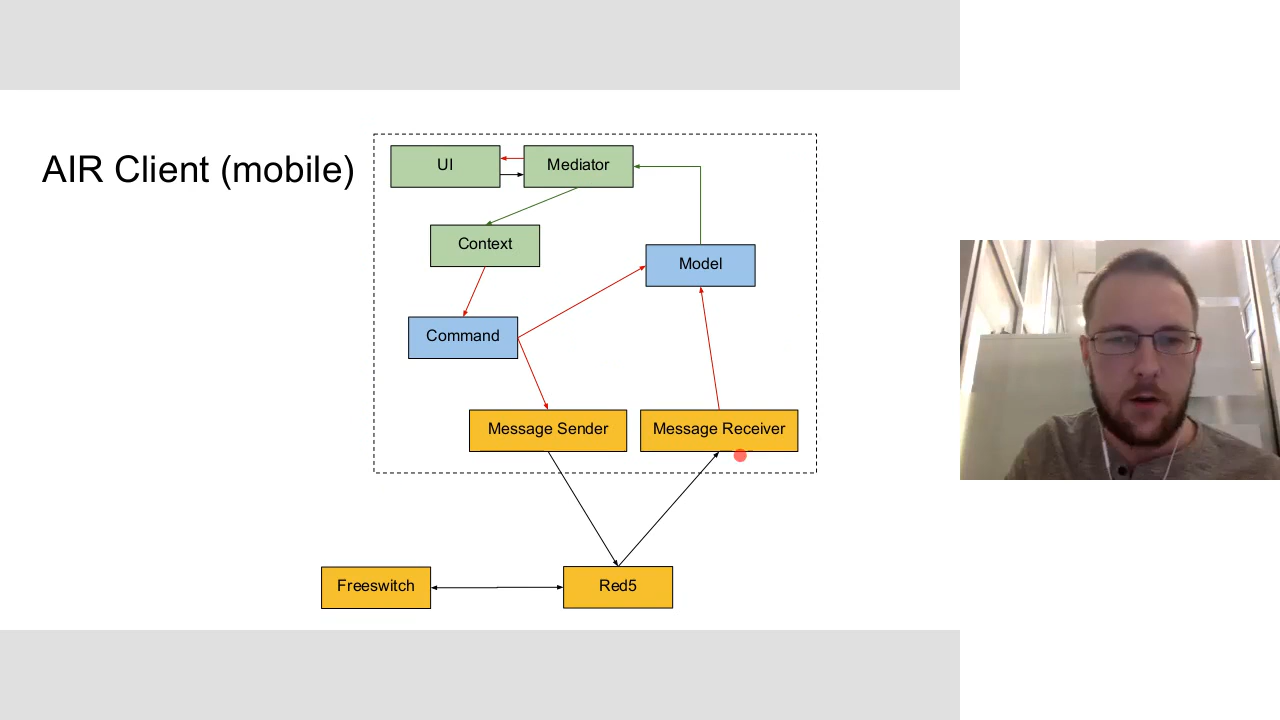 AIR Client (mobile)
UI
Mediator
Context
Model
Command
Message Sender
Message Receiver
Freeswitch
Red5